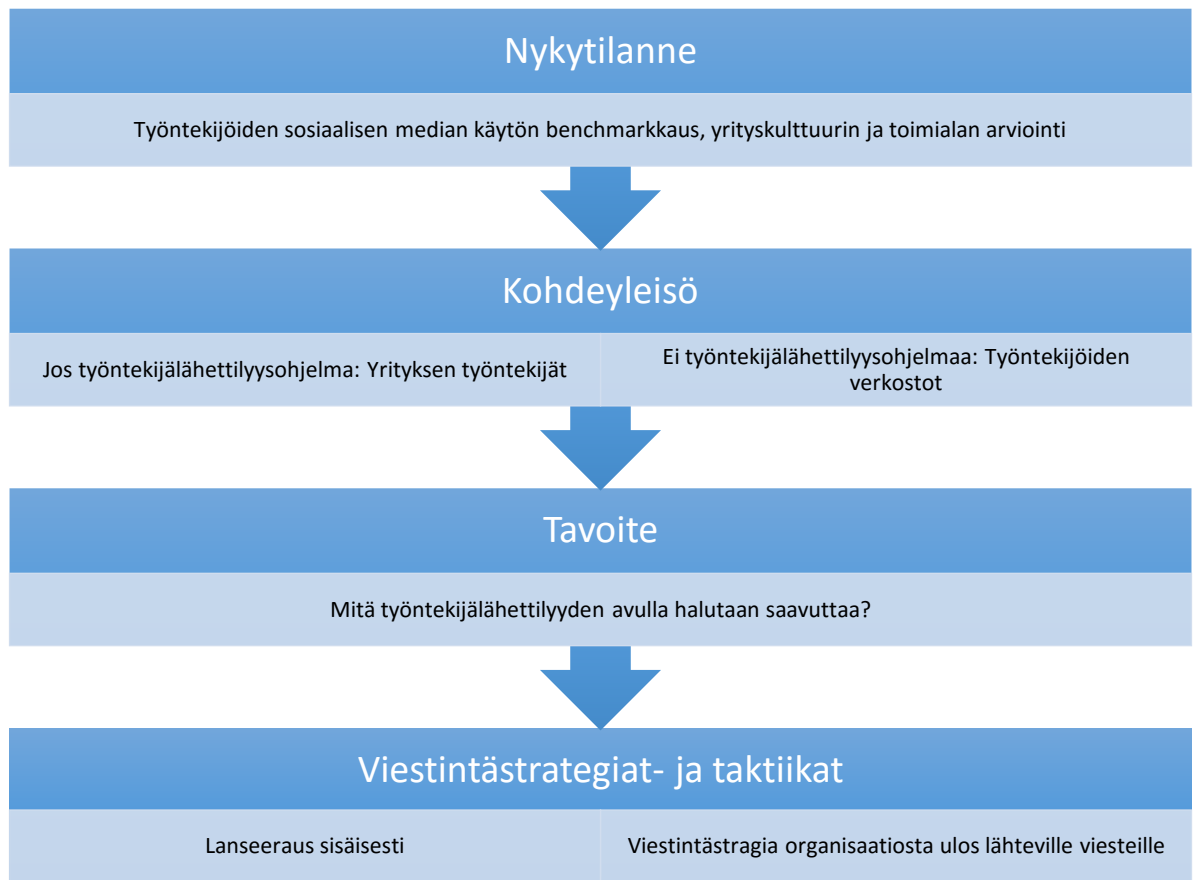 Nykytilanne
Työntekijöiden sosiaalisen median käytön benchmarkkaus, yrityskulttuurin ja toimialan arviointi
Kohdeyleisö
Jos työntekijälähettilyysohjelma: Yrityksen työntekijät
Ei työntekijälähettilyysohjelmaa: Työntekijöiden
verkostot
Tavoite
Mitä työntekijälähettilyyden avulla halutaan saavuttaa?
Viestintästrategiat- ja taktiikat
Lanseeraus sisäisesti
Viestintästragia organisaatiosta ulos lähteville viesteille